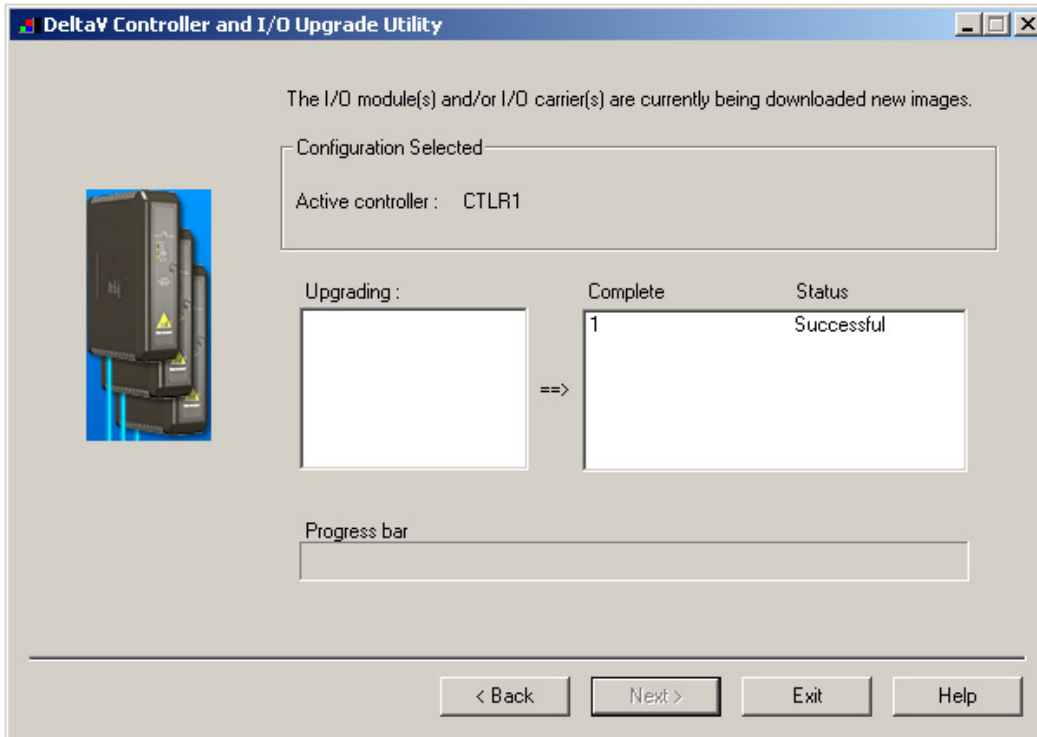 DeltaV Controller and I/O Upgrade Utility
The I/O module(s) and/or I/O carrier(s) are currently being downloaded new images.
Configuration Selected
Active controller : CTLR1
Upgrading :
Complete Status
1 Successful
==>
Progress bar
< Back Next > Exit Help